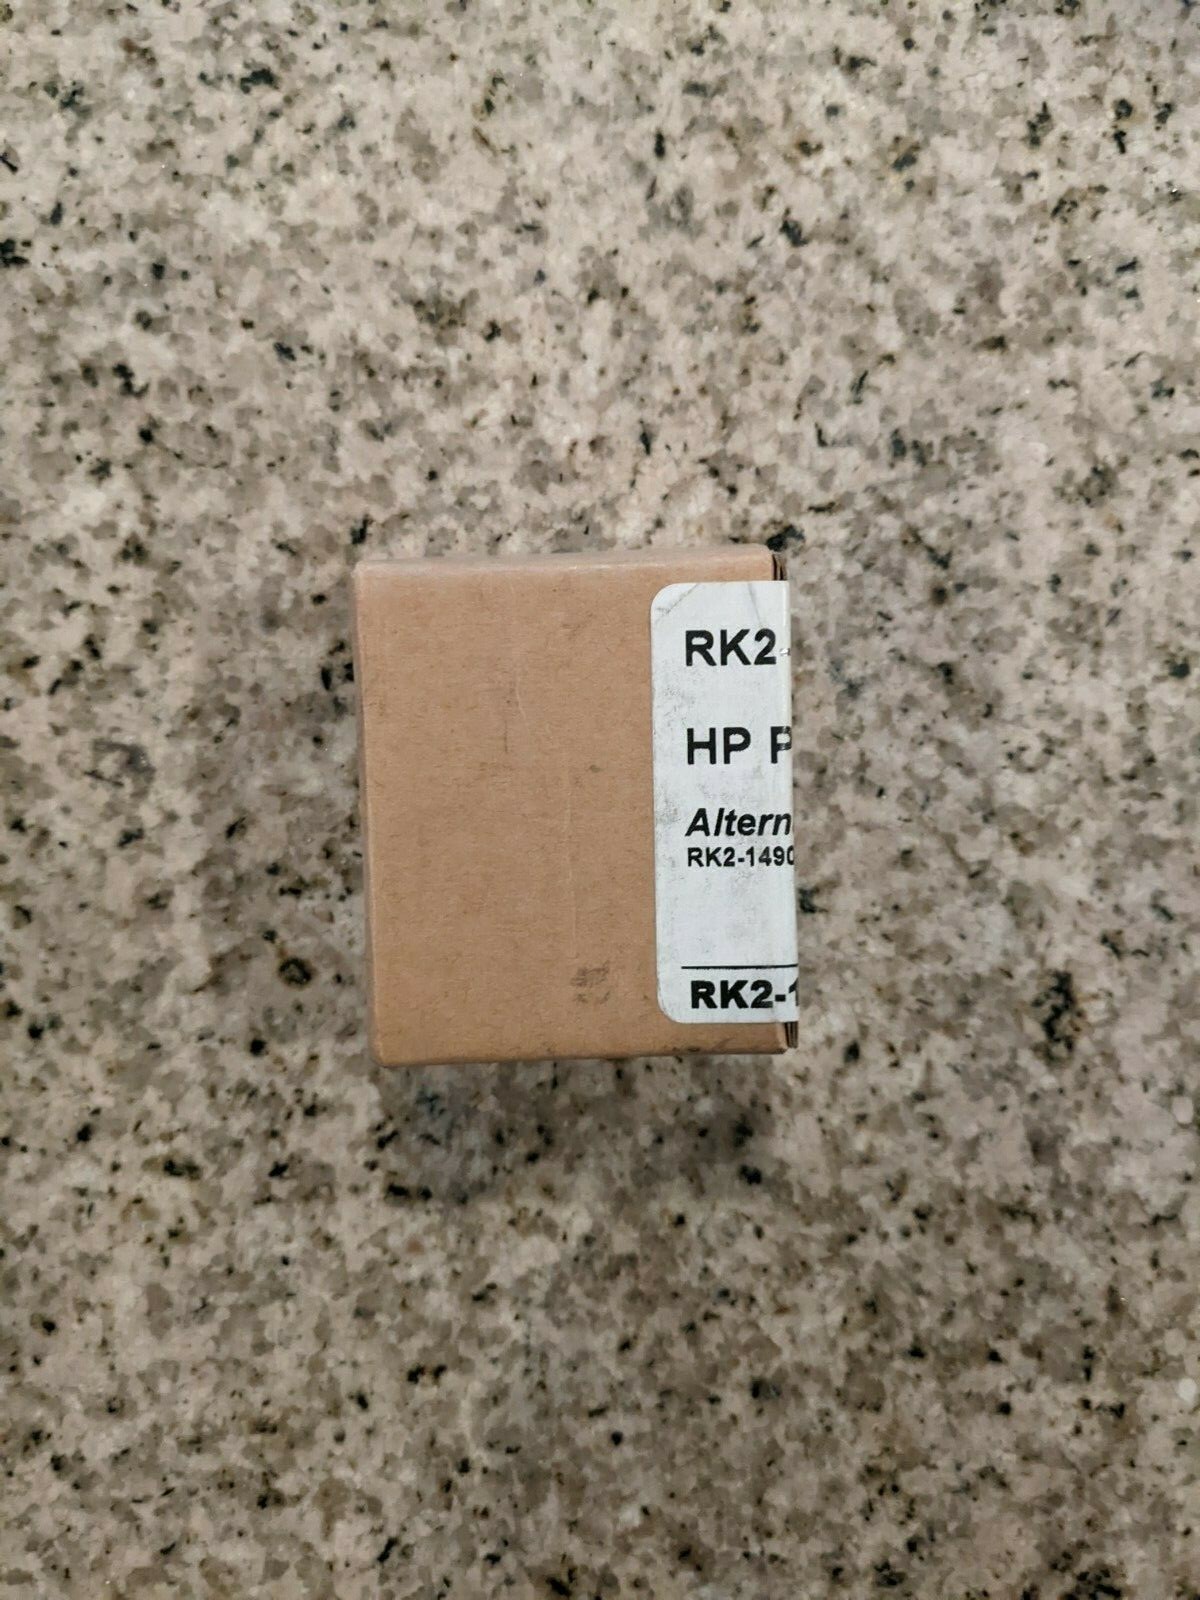 RK2-
HP P
Altern
RK2-1490
RK2-1